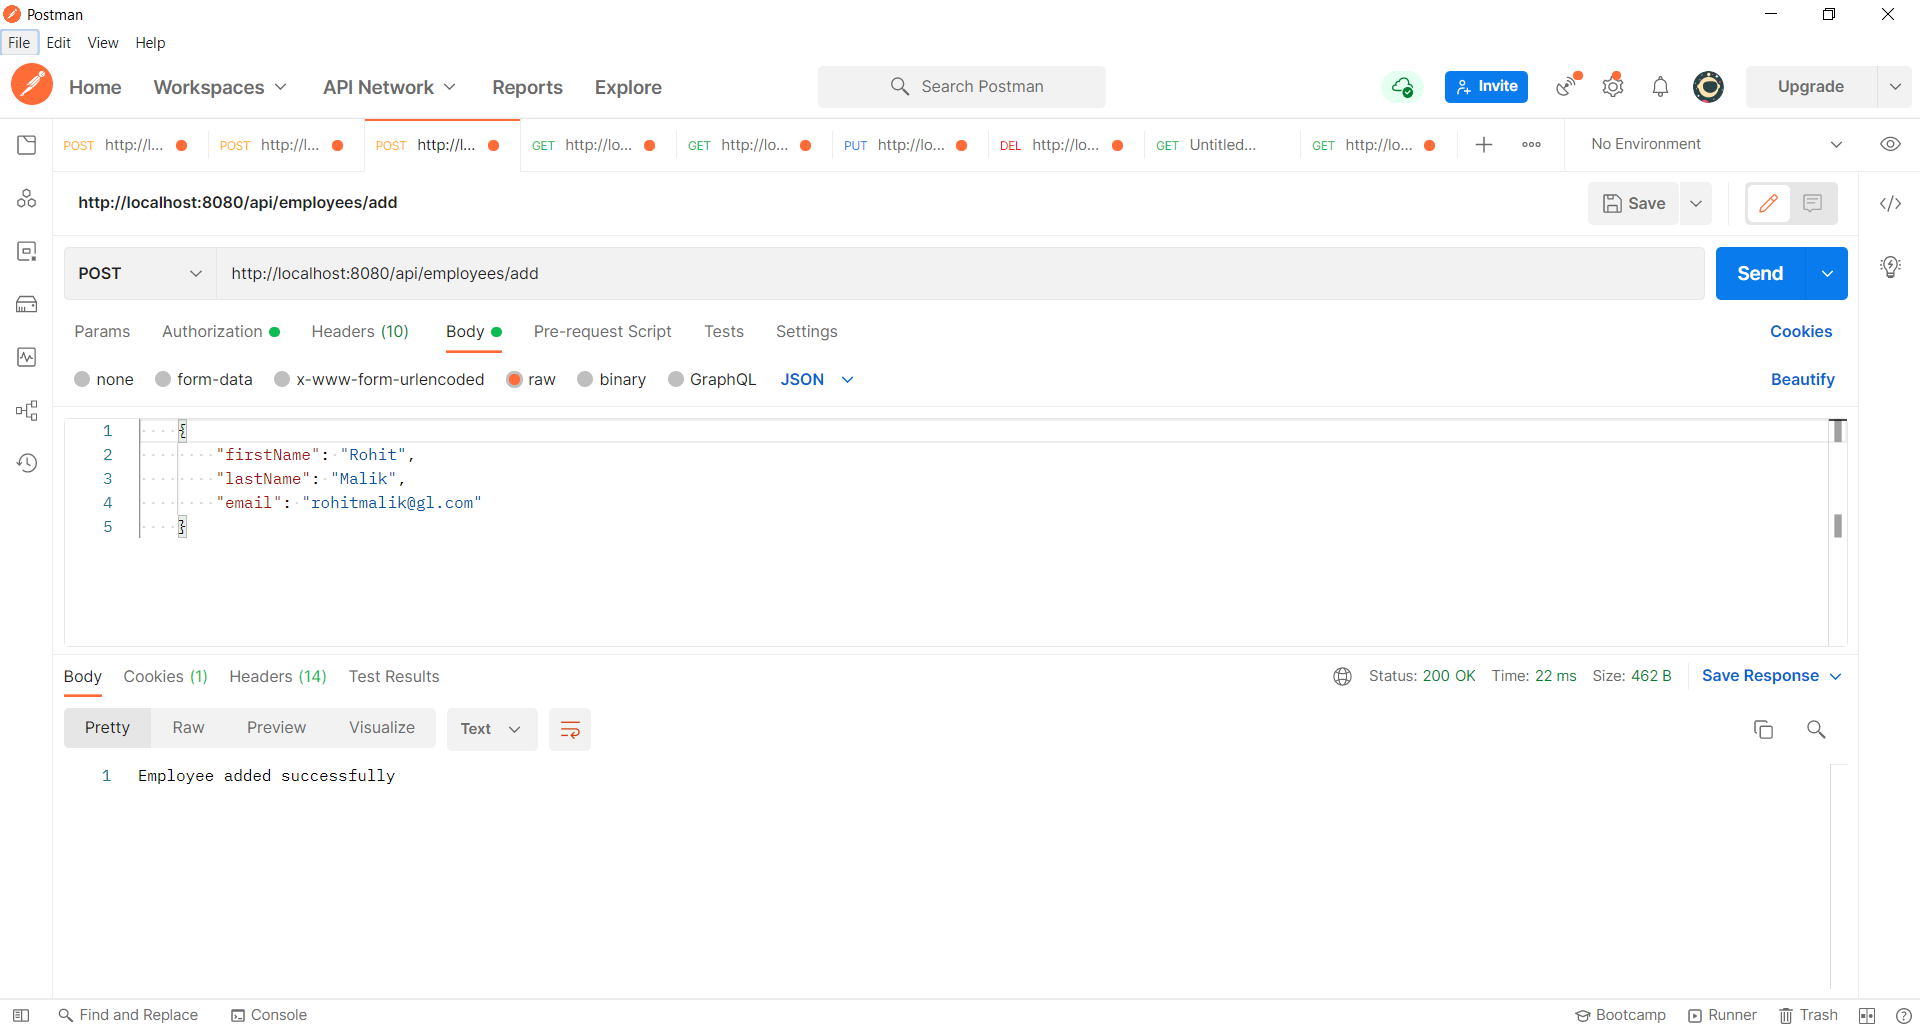 Postman
File Edit View Help
Home Workspaces API Network Reports Explore Search Postman Invite Upgrade
POST http://l... POST http://l... POST http://l... GET http://lo... GET http://lo... PUT http://lo... DEL http://lo... GET Untitled... GET http://lo... No Environment
http://localhost:8080/api/employees/add Save
POST http://localhost:8080/api/employees/add Send
Params Authorization Headers (10) Body Pre-request Script Tests Settings Cookies
none form-data x-www-form-urlencoded raw binary GraphQL JSON Beautify
1 {
2 "firstName": "Rohit",
3 "lastName": "Malik",
4 "email": "rohitmalik@gl.com"
5 }
Body Cookies (1) Headers (14) Test Results Status: 200 OK Time: 22 ms Size: 462 B Save Response
Pretty Raw Preview Visualize Text
1 Employee added successfully
Find and Replace Console Bootcamp Runner Trash